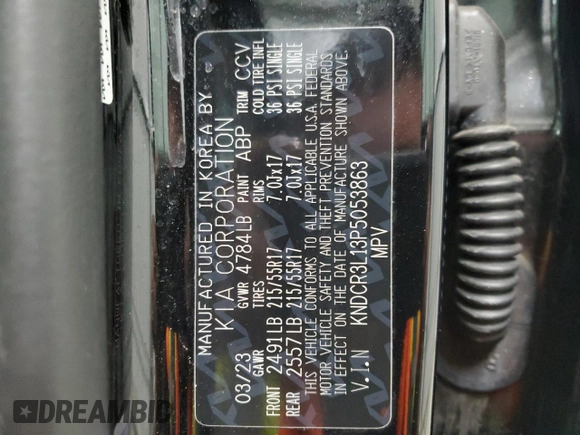 MANUFACTURED IN KOREA BY
KIA CORPORATION
03/23 GVWR 4784LB PAINT ABP TRIM CCV
GAWR TIRES RIMS COLD TIRE INFL
FRONT 2491LB 215/55R17 7.0Jx17 36 PSI SINGLE
REAR 2557LB 215/55R17 7.0Jx17 36 PSI SINGLE
THIS VEHICLE CONFORMS TO ALL APPLICABLE U.S.A. FEDERAL
MOTOR VEHICLE SAFETY AND THEFT PREVENTION STANDARDS
IN EFFECT ON THE DATE OF MANUFACTURE SHOWN ABOVE.
V.I.N KNDCR3L13P5053863
MPV
DREAMBID